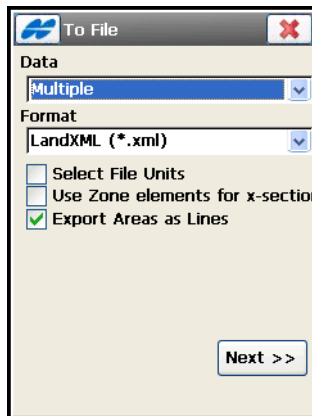 To File
Data
Multiple
Format
LandXML (*.xml)
Select File Units
Use Zone elements for x-sectio
Export Areas as Lines
Next >>